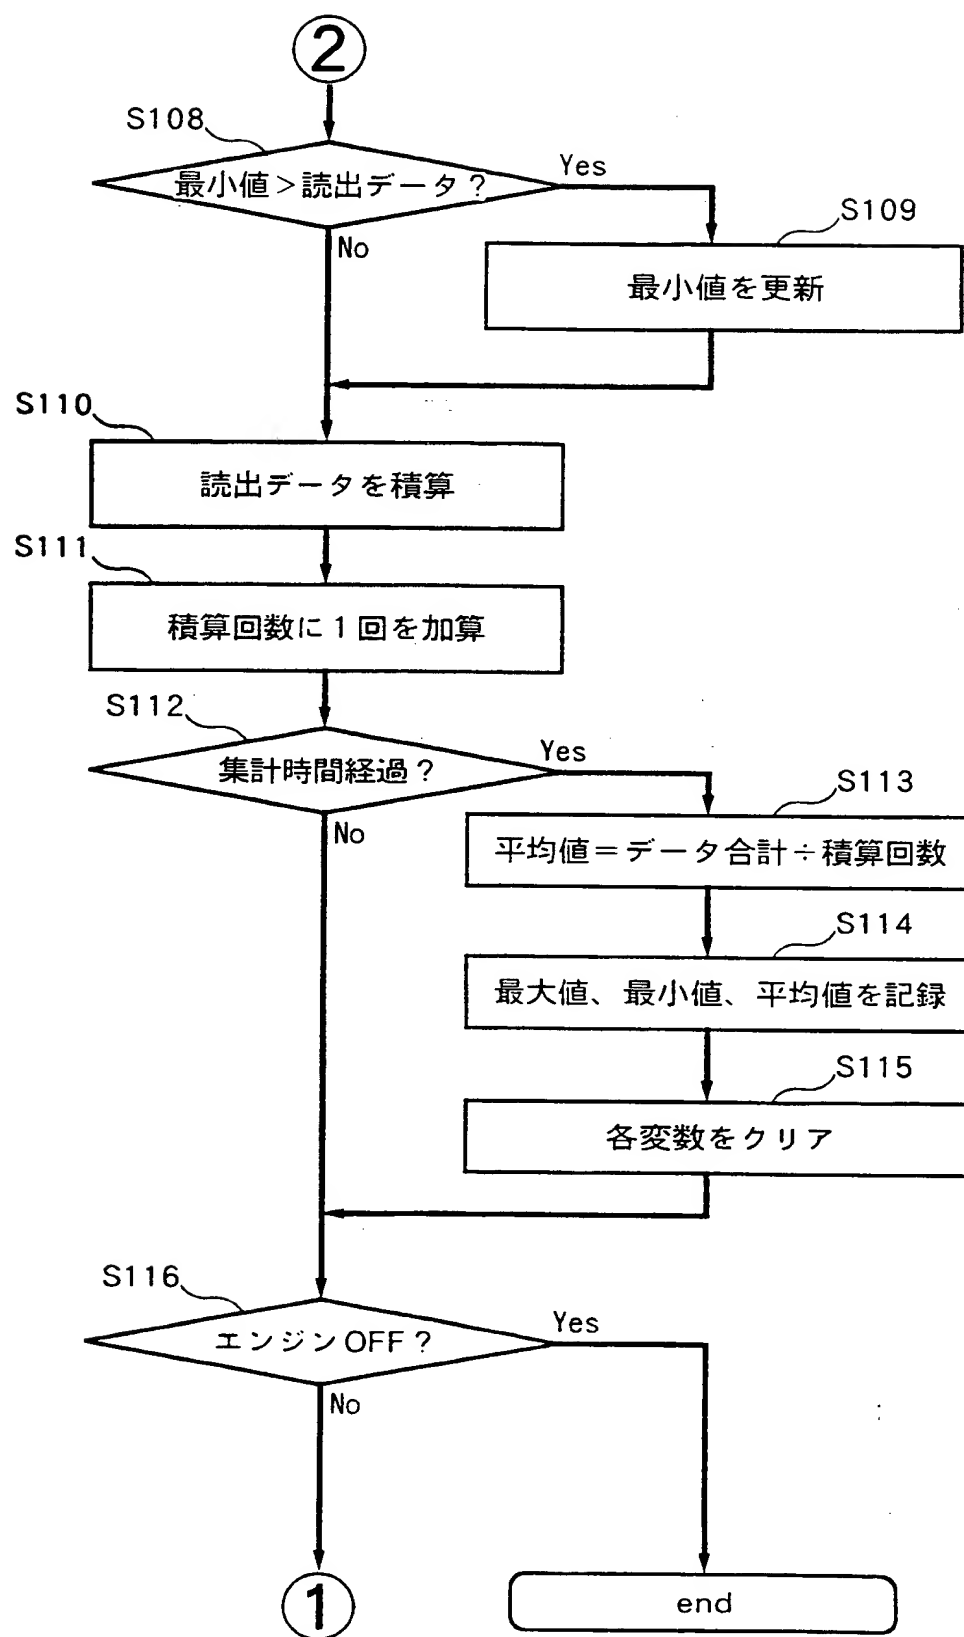 2
S108
最小値>読出データ?
Yes
No
S109
最小値を更新
S110
読出データを積算
S111
積算回数に1回を加算
S112
集計時間経過?
Yes
No
S113
平均値=データ合計÷積算回数
S114
最大値、最小値、平均値を記録
S115
各変数をクリア
S116
エンジンOFF?
Yes
No
1
end